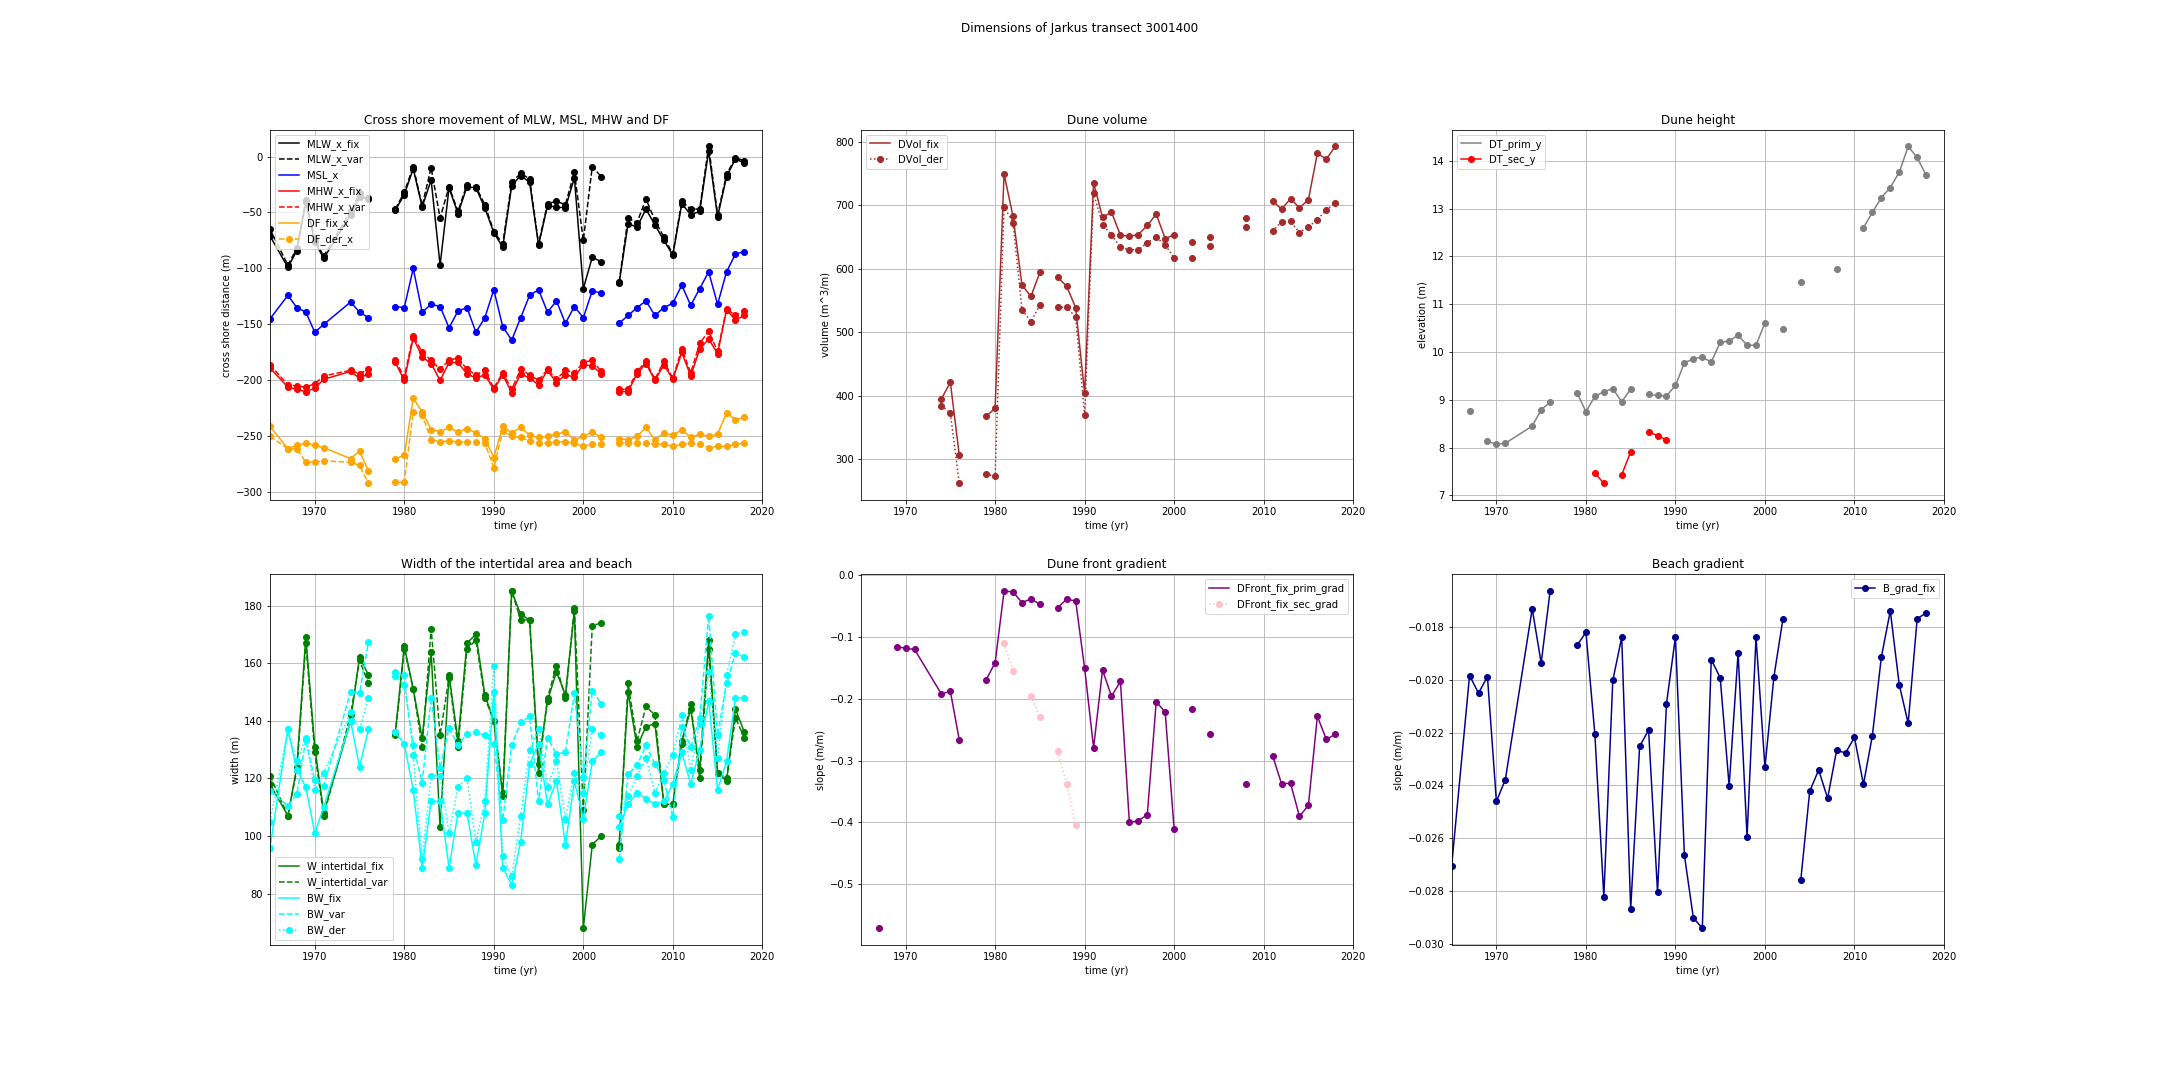 Dimensions of Jarkus transect 3001400
Cross shore movement of MLW, MSL, MHW and DF
cross shore distance (m)
0
−50
−100
−150
−200
−250
−300
MLW_x_fix
MLW_x_var
MSL_x
MHW_x_fix
MHW_x_var
DF_fix_x
DF_der_x
1970 1980 1990 2000 2010 2020
time (yr)
Dune volume
volume (m^3/m)
800
700
600
500
400
300
DVol_fix
DVol_der
1970 1980 1990 2000 2010 2020
time (yr)
Dune height
elevation (m)
14
13
12
11
10
9
8
7
DT_prim_y
DT_sec_y
1970 1980 1990 2000 2010 2020
time (yr)
Width of the intertidal area and beach
width (m)
180
160
140
120
100
80
W_intertidal_fix
W_intertidal_var
BW_fix
BW_var
BW_der
1970 1980 1990 2000 2010 2020
time (yr)
Dune front gradient
slope (m/m)
0.0
−0.1
−0.2
−0.3
−0.4
−0.5
DFront_fix_prim_grad
DFront_fix_sec_grad
1970 1980 1990 2000 2010 2020
time (yr)
Beach gradient
slope (m/m)
−0.018
−0.020
−0.022
−0.024
−0.026
−0.028
−0.030
B_grad_fix
1970 1980 1990 2000 2010 2020
time (yr)